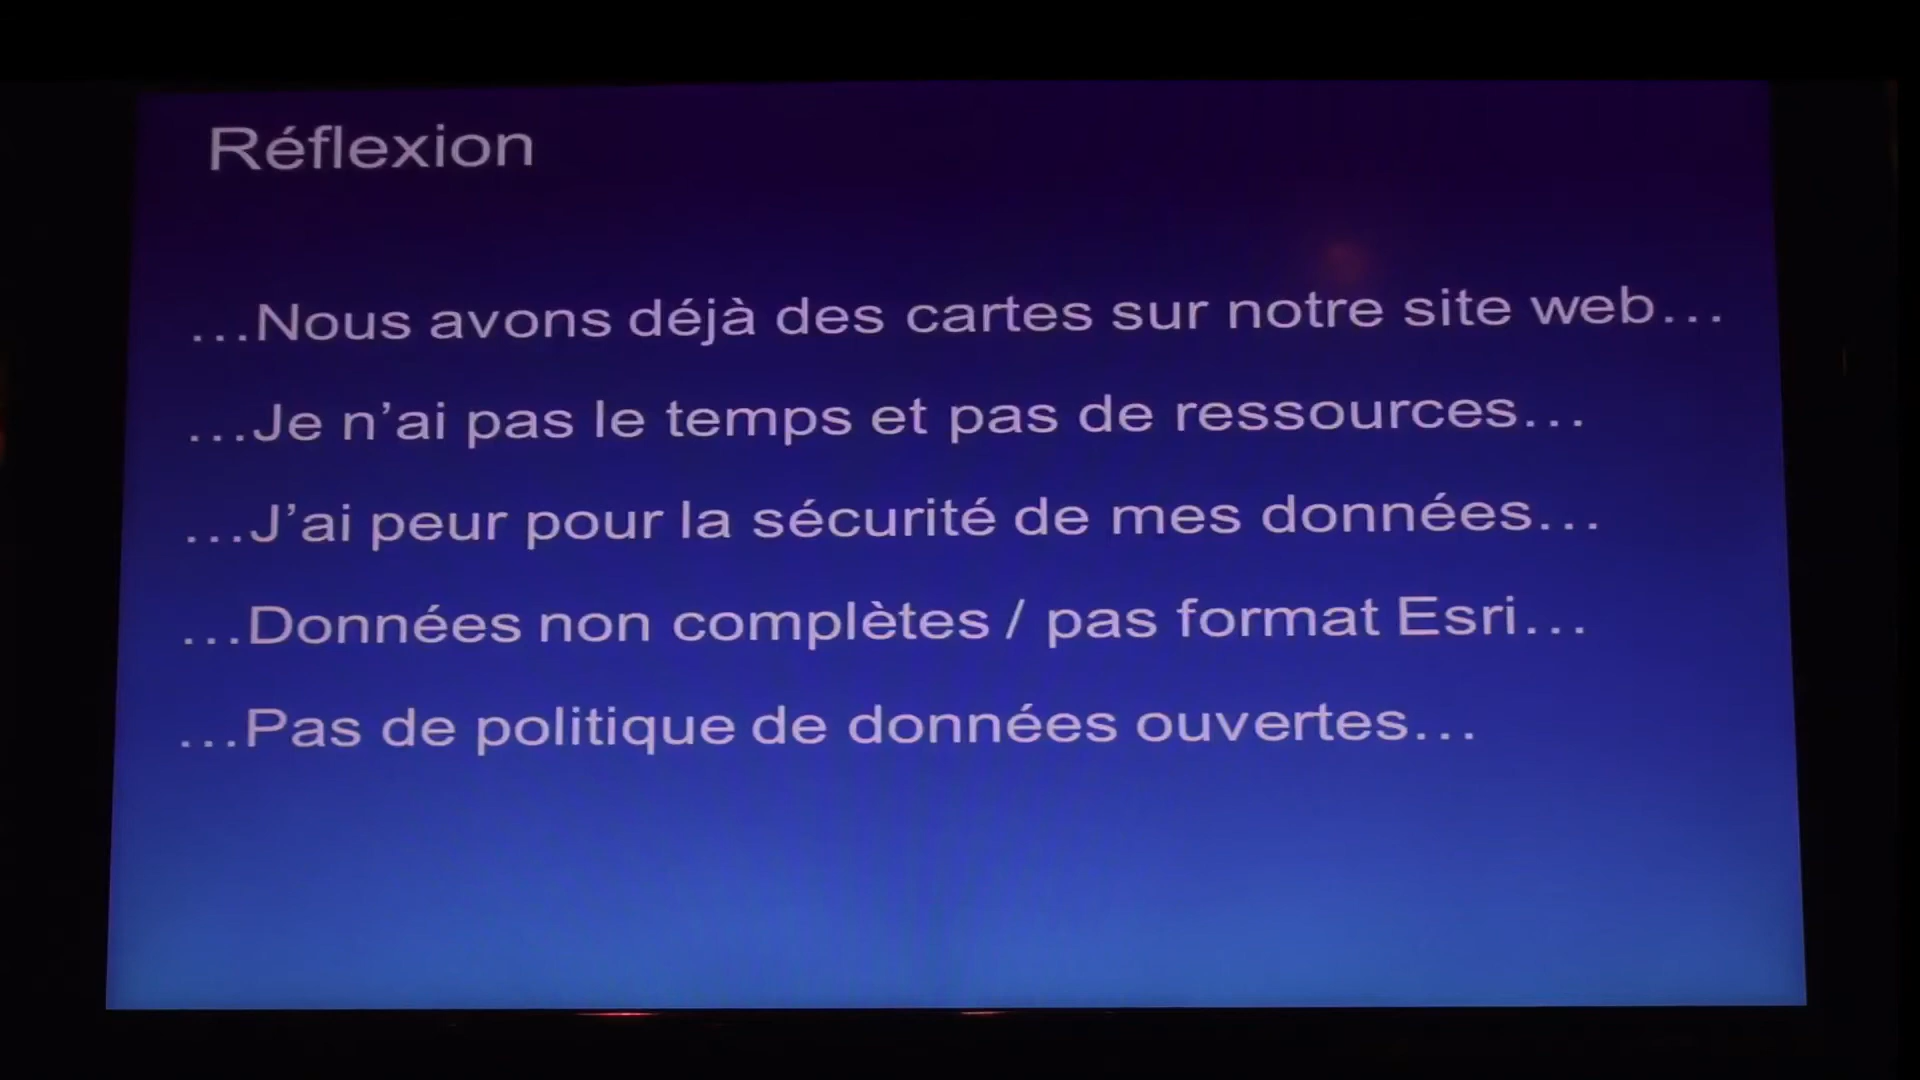 Réflexion
…Nous avons déjà des cartes sur notre site web…
…Je n’ai pas le temps et pas de ressources…
…J’ai peur pour la sécurité de mes données…
…Données non complètes / pas format Esri…
…Pas de politique de données ouvertes…